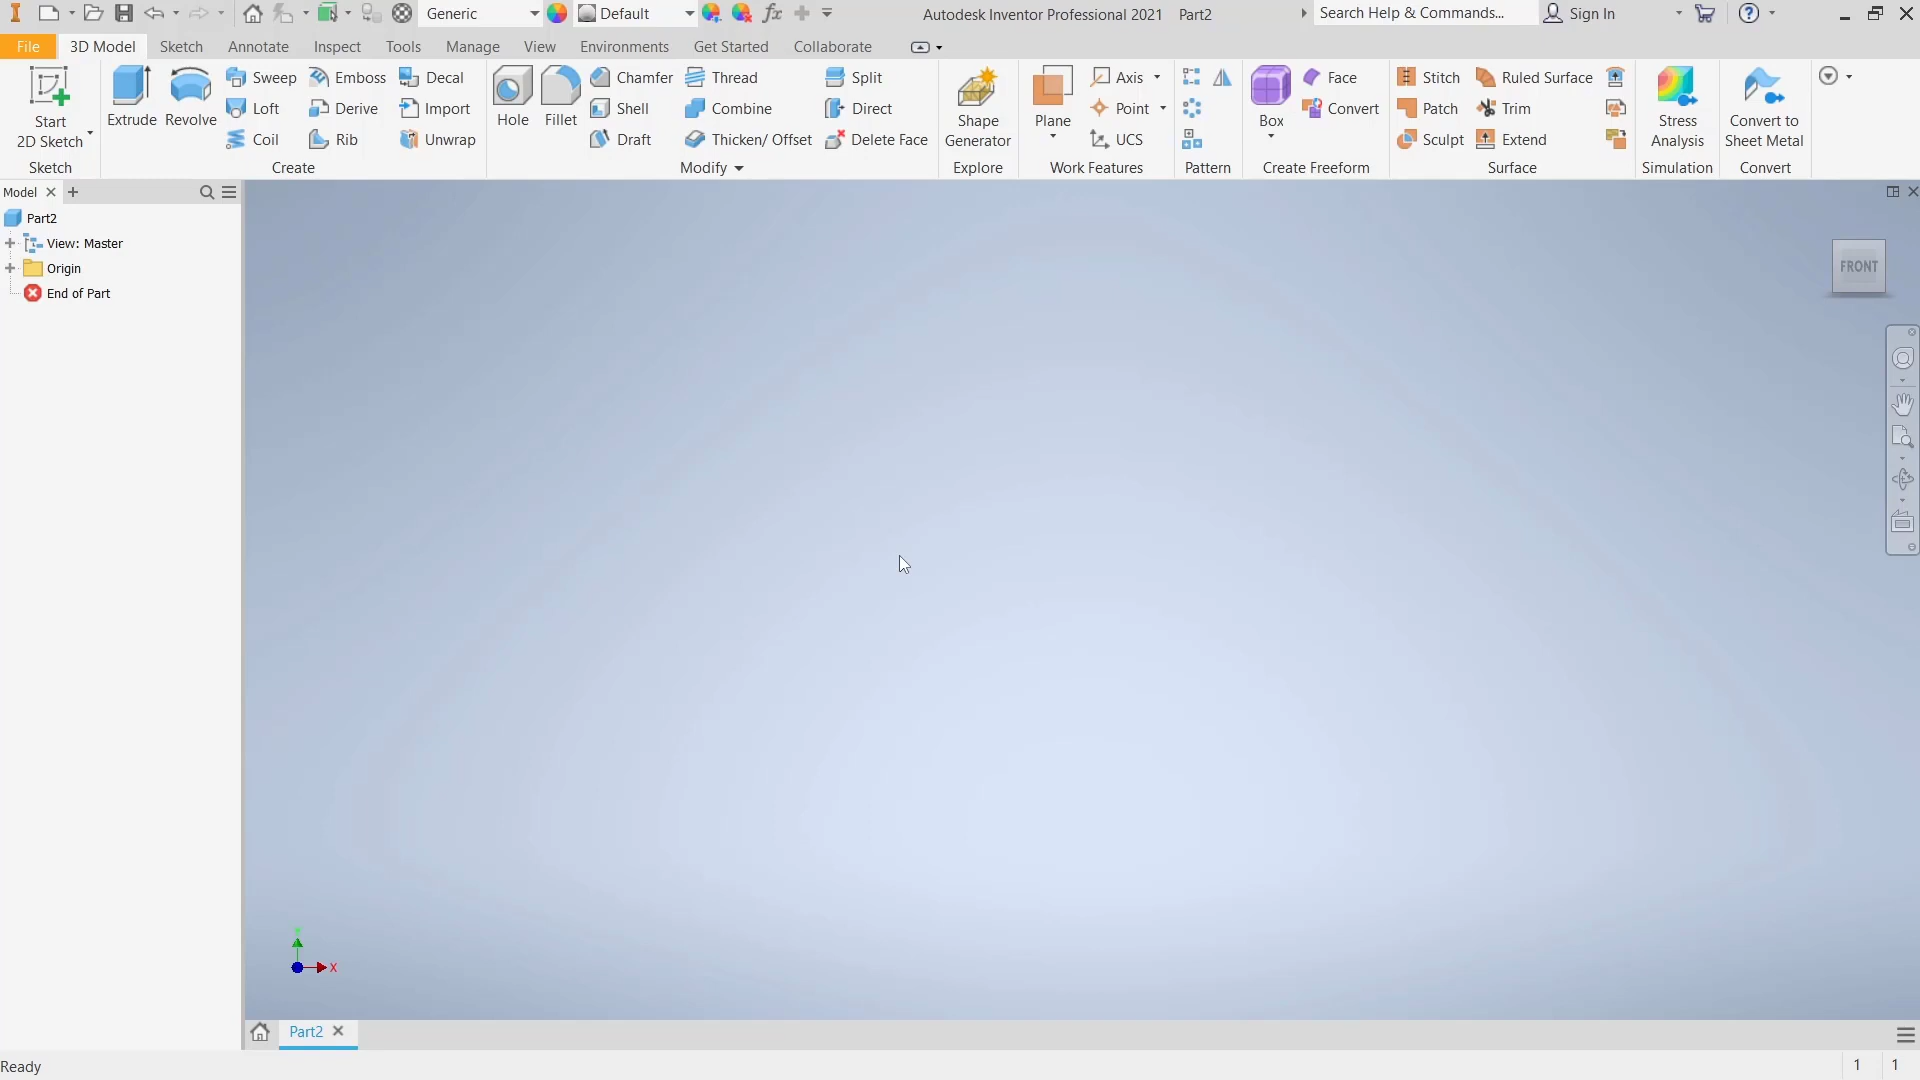 Generic Default Autodesk Inventor Professional 2021 Part2 Search Help & Commands... Sign In
File 3D Model Sketch Annotate Inspect Tools Manage View Environments Get Started Collaborate
Sweep Emboss Decal Chamfer Thread Split Axis Face Stitch Ruled Surface
Start 2D Sketch Extrude Revolve Loft Derive Import Hole Fillet Shell Combine Direct Shape Generator Plane Point Box Convert Patch Trim Stress Analysis Convert to Sheet Metal
Coil Rib Unwrap Draft Thicken/ Offset Delete Face UCS Sculpt Extend
Sketch Create Modify Explore Work Features Pattern Create Freeform Surface Simulation Convert
Model
Part2
View: Master
Origin
End of Part
FRONT
X
Part2
Ready 1 1